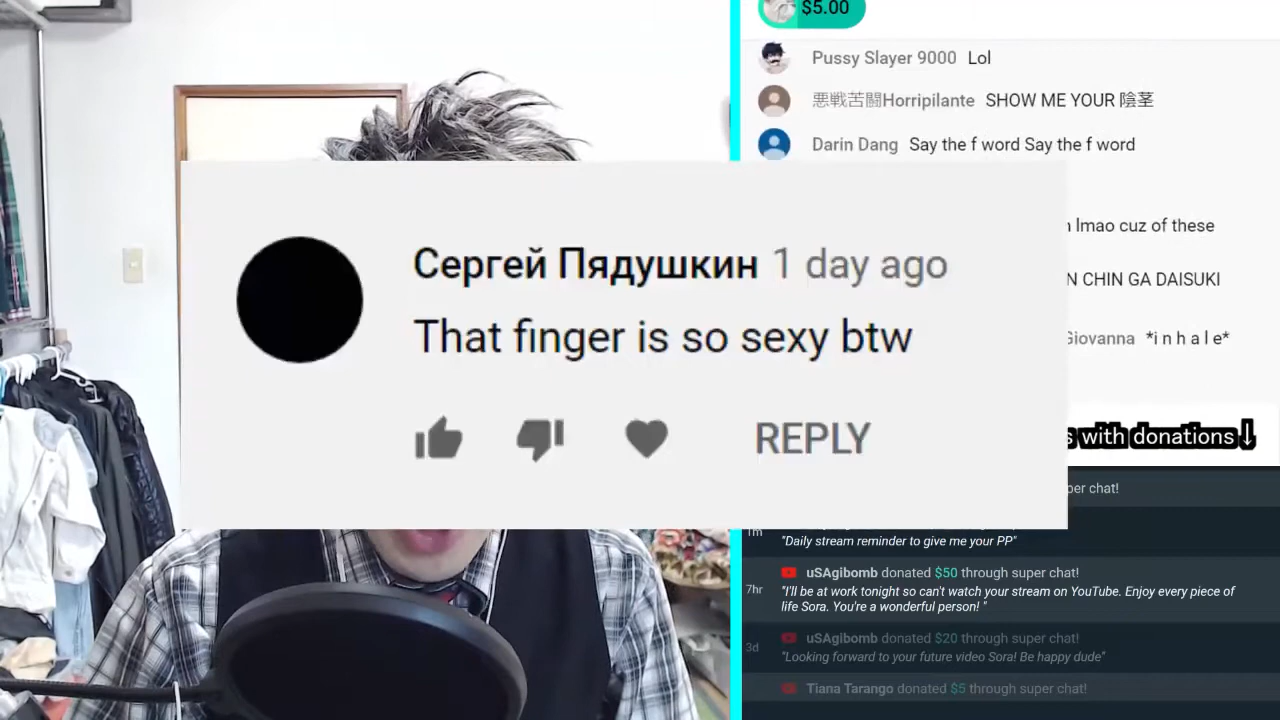 $5.00
Pussy Slayer 9000 Lol
悪戦苦闘Horripilante SHOW ME YOUR 陰茎
Darin Dang Say the f word Say the f word
lmao cuz of these
Сергей Пядушкин 1 day ago
N CHIN GA DAISUKI
That finger is so sexy btw
Giovanna *i n h a l e*
REPLY
with donations↓
per chat!
1m
"Daily stream reminder to give me your PP"
uSAgibomb donated $50 through super chat!
7hr
"I'll be at work tonight so can't watch your stream on YouTube. Enjoy every piece of
life Sora. You're a wonderful person! "
uSAgibomb donated $20 through super chat!
3d
"Looking forward to your future video Sora! Be happy dude"
Tiana Tarango donated $5 through super chat!